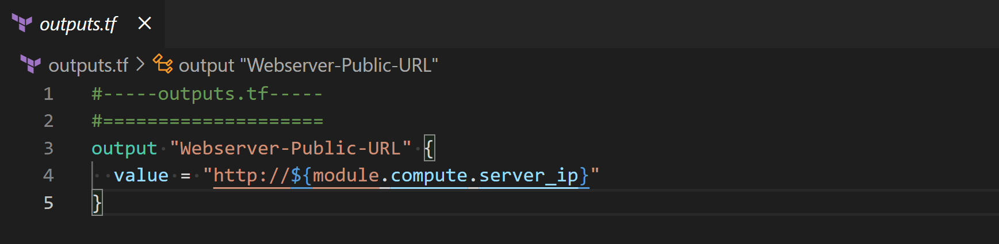 outputs.tf ×
outputs.tf > output "Webserver-Public-URL"
1 #-----outputs.tf-----
2 #====================
3 output "Webserver-Public-URL" {
4   value = "http://${module.compute.server_ip}"
5 }